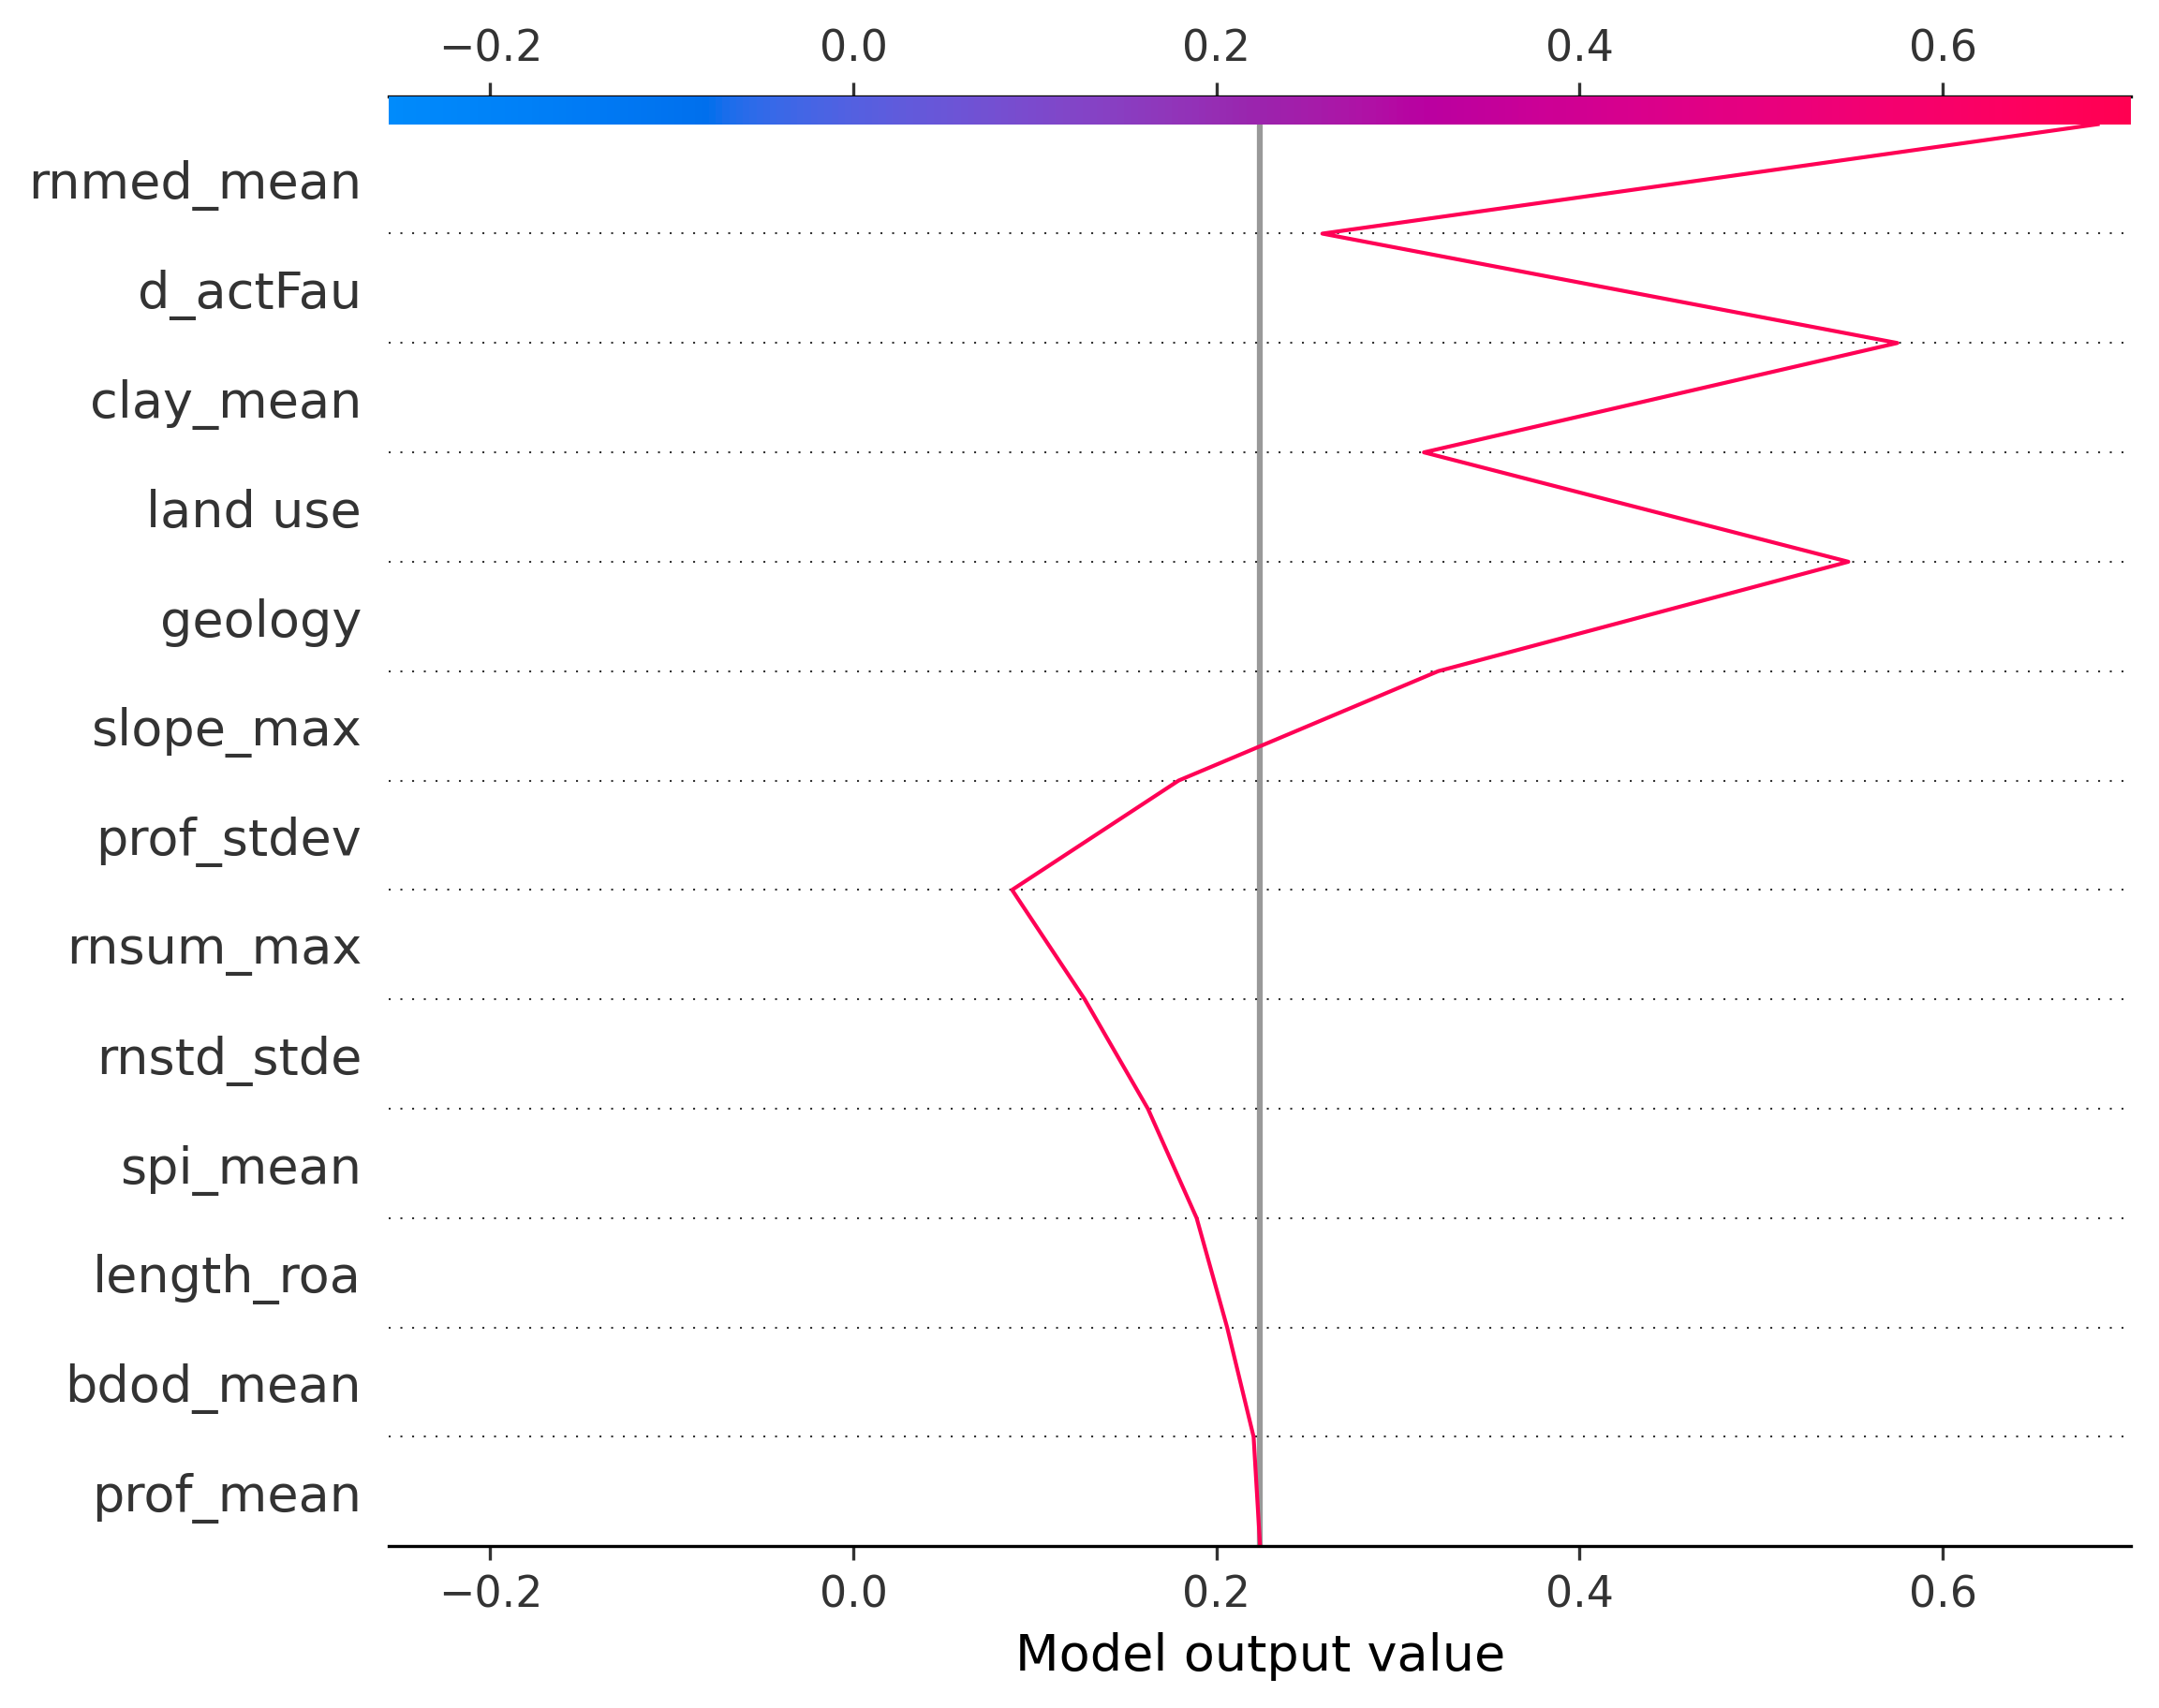 −0.2 0.0 0.2 0.4 0.6
rnmed_mean
d_actFau
clay_mean
land use
geology
slope_max
prof_stdev
rnsum_max
rnstd_stde
spi_mean
length_roa
bdod_mean
prof_mean
−0.2 0.0 0.2 0.4 0.6
Model output value